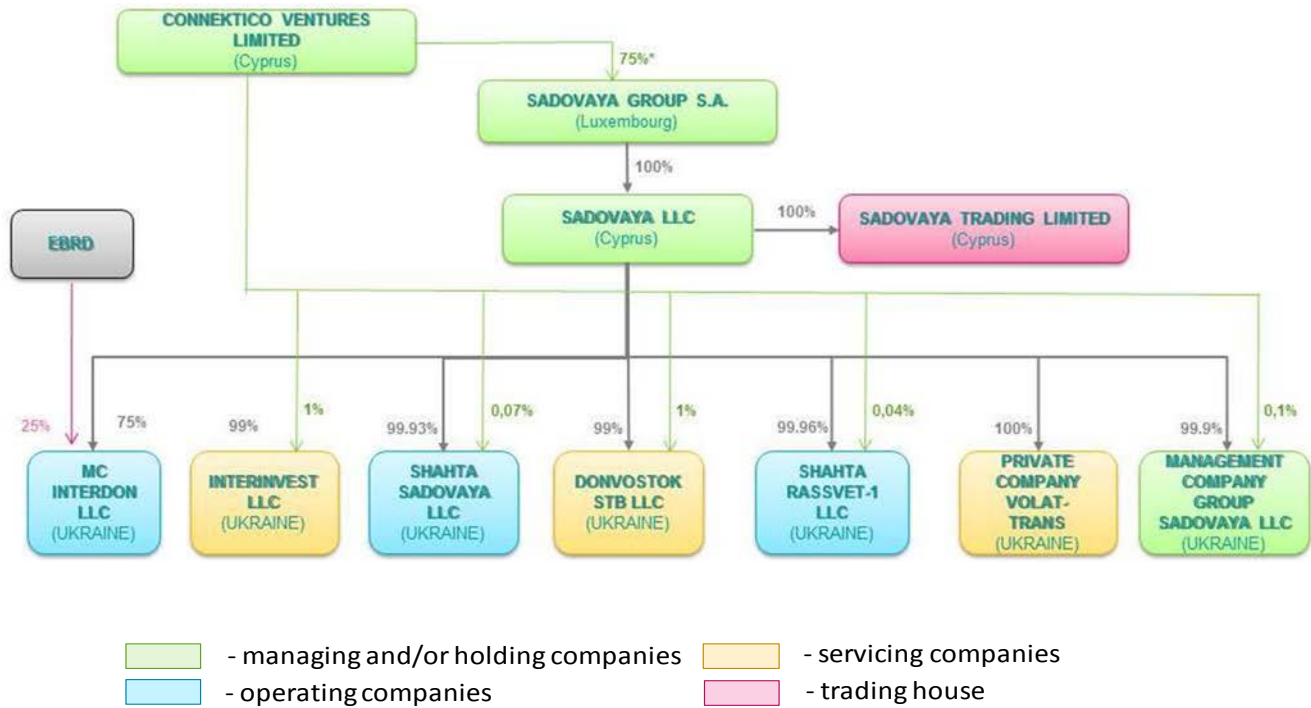 CONNEKTICO VENTURES
LIMITED
(Cyprus)
75%*
SADOVAYA GROUP S.A.
(Luxembourg)
100%
SADOVAYA LLC
(Cyprus)
100%
SADOVAYA TRADING LIMITED
(Cyprus)
EBRD
25%
75%
99%
1%
99.93%
0,07%
99%
1%
99.96%
0,04%
100%
99.9%
0,1%
MC
INTERDON
LLC
(UKRAINE)
INTERINVEST
LLC
(UKRAINE)
SHAHTA
SADOVAYA
LLC
(UKRAINE)
DONVOSTOK
STB LLC
(UKRAINE)
SHAHTA
RASSVET-1
LLC
(UKRAINE)
PRIVATE
COMPANY
VOLAT-
TRANS
(UKRAINE)
MANAGEMENT
COMPANY
GROUP
SADOVAYA LLC
(UKRAINE)
- managing and/or holding companies
- servicing companies
- operating companies
- trading house